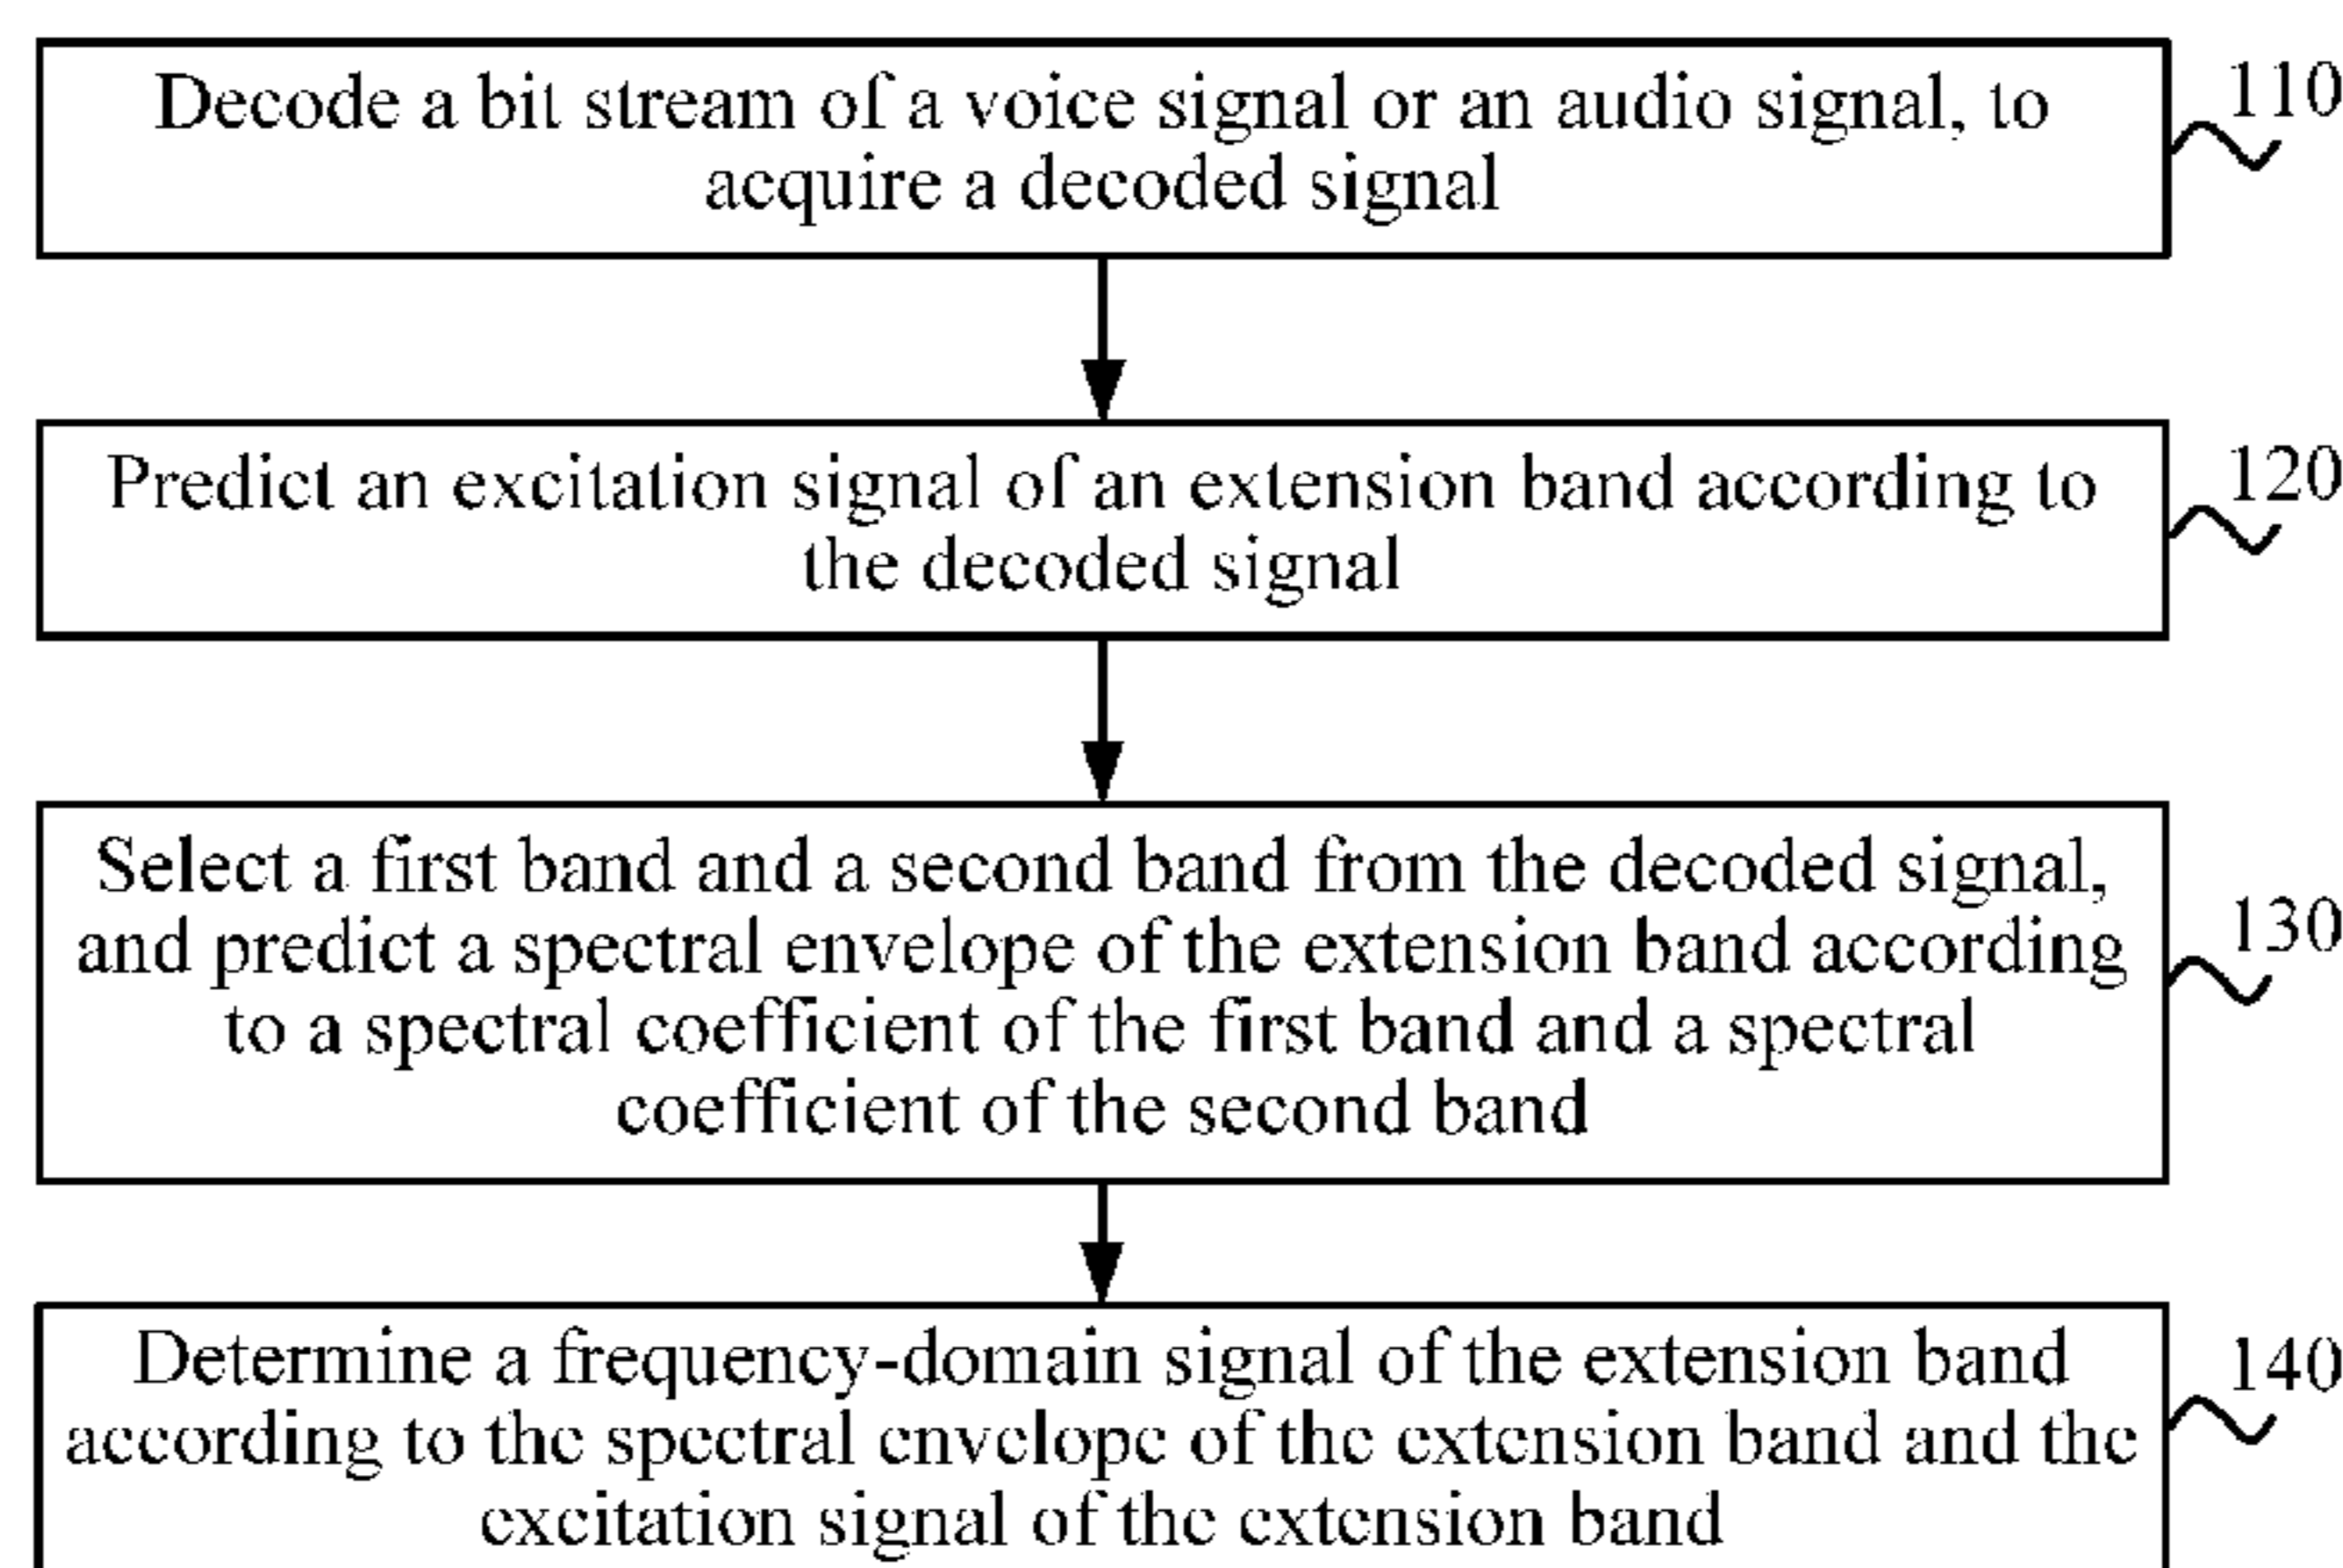 Decode a bit stream of a voice signal or an audio signal, to
acquire a decoded signal
110
Predict an excitation signal of an extension band according to
the decoded signal
120
Select a first band and a second band from the decoded signal,
and predict a spectral envelope of the extension band according
to a spectral coefficient of the first band and a spectral
coefficient of the second band
130
Determine a frequency-domain signal of the extension band
according to the spectral envelope of the extension band and the
excitation signal of the extension band
140